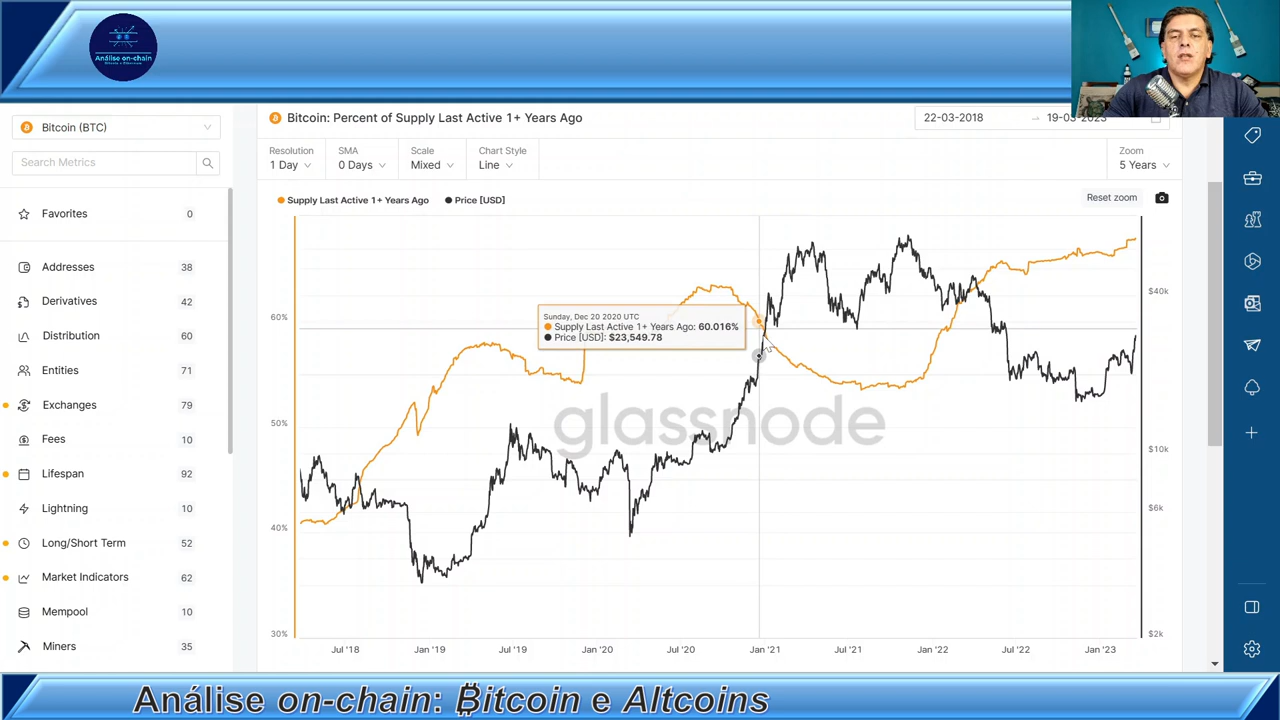 Análise on-chain
Bitcoin e Altcoins
Bitcoin (BTC)
Search Metrics
Favorites 0
Addresses 38
Derivatives 42
Distribution 60
Entities 71
Exchanges 79
Fees 10
Lifespan 92
Lightning 10
Long/Short Term 52
Market Indicators 62
Mempool 10
Miners 35
Bitcoin: Percent of Supply Last Active 1+ Years Ago
22-03-2018 → 19-03-2023
Resolution
1 Day
SMA
0 Days
Scale
Mixed
Chart Style
Line
Zoom
5 Years
Supply Last Active 1+ Years Ago Price [USD]
Reset zoom
60%
50%
40%
30%
$40k
$10k
$6k
$2k
Sunday, Dec 20 2020 UTC
Supply Last Active 1+ Years Ago: 60.016%
Price [USD]: $23,549.78
glassnode
Jul '18 Jan '19 Jul '19 Jan '20 Jul '20 Jan '21 Jul '21 Jan '22 Jul '22 Jan '23
Análise on-chain: ₿itcoin e Altcoins